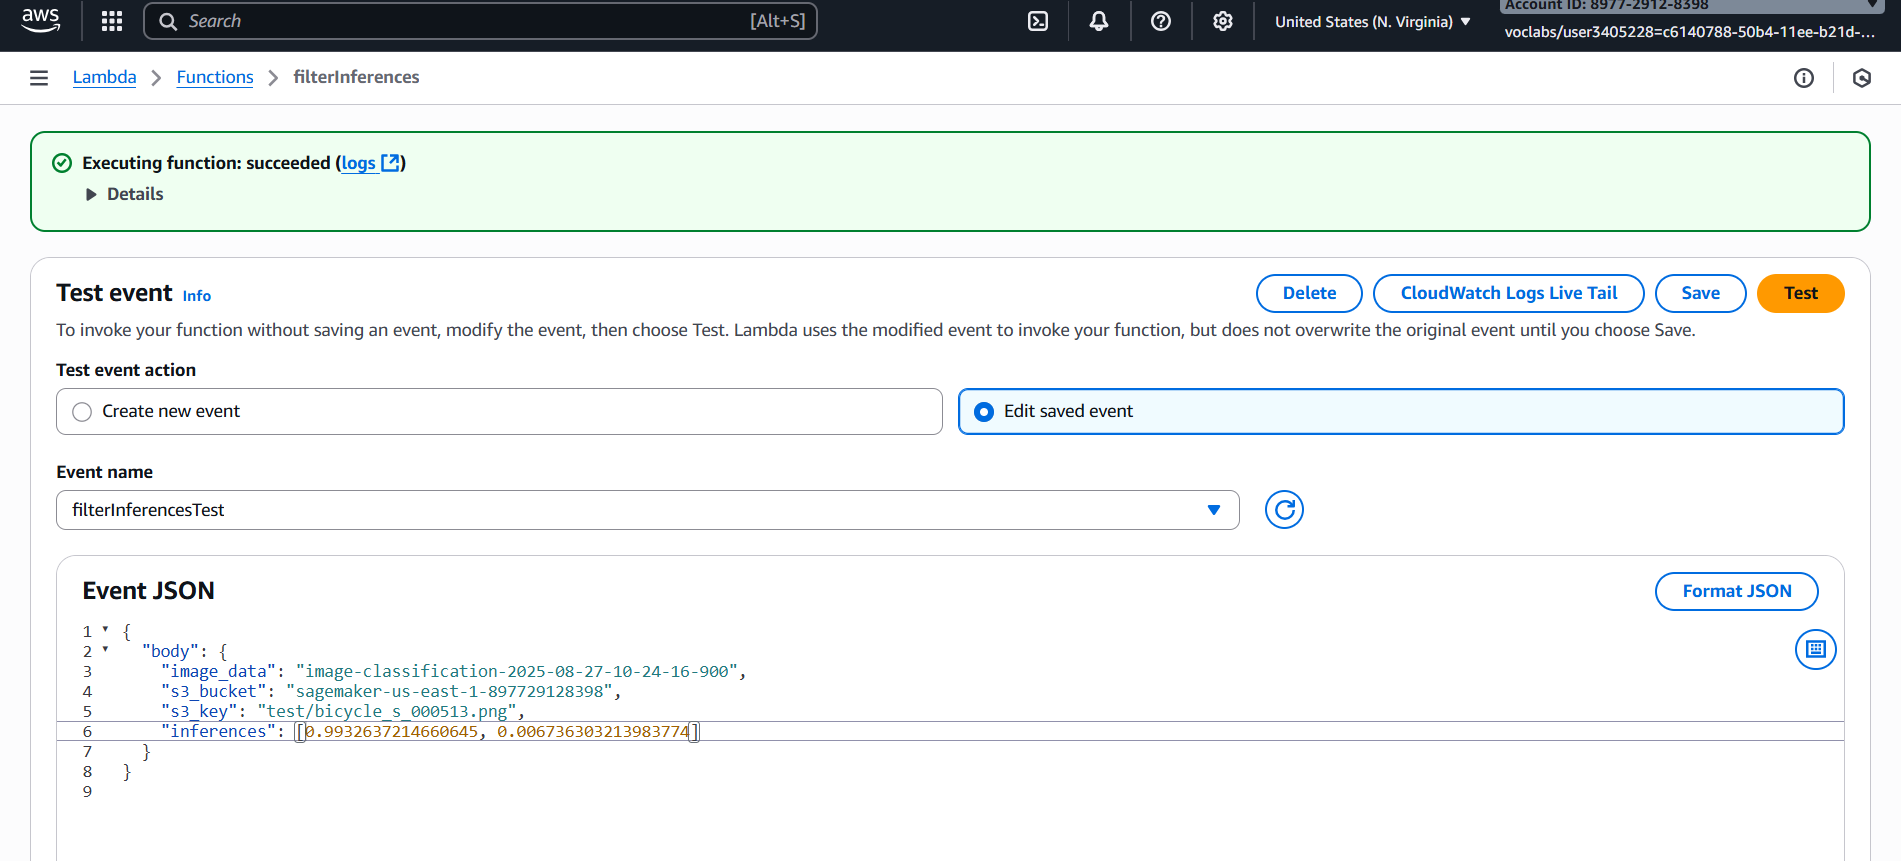 aws
Search [Alt+S]
United States (N. Virginia)
Account ID: 8977-2912-8398
voclabs/user3405228=c6140788-50b4-11ee-b21d-...
Lambda > Functions > filterInferences
Executing function: succeeded (logs)
Details
Test event Info
Delete
CloudWatch Logs Live Tail
Save
Test
To invoke your function without saving an event, modify the event, then choose Test. Lambda uses the modified event to invoke your function, but does not overwrite the original event until you choose Save.
Test event action
Create new event
Edit saved event
Event name
filterInferencesTest
Event JSON
Format JSON
1 {
2 "body": {
3 "image_data": "image-classification-2025-08-27-10-24-16-900",
4 "s3_bucket": "sagemaker-us-east-1-897729128398",
5 "s3_key": "test/bicycle_s_000513.png",
6 "inferences": [0.9932637214660645, 0.006736303213983774]
7 }
8 }
9